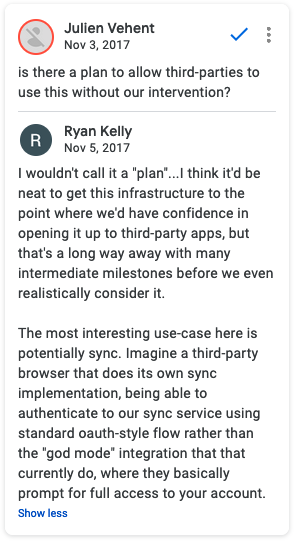 Julien Vehent
Nov 3, 2017
is there a plan to allow third-parties to
use this without our intervention?
R
Ryan Kelly
Nov 5, 2017
I wouldn't call it a "plan"...I think it'd be
neat to get this infrastructure to the
point where we'd have confidence in
opening it up to third-party apps, but
that's a long way away with many
intermediate milestones before we even
realistically consider it.
The most interesting use-case here is
potentially sync. Imagine a third-party
browser that does its own sync
implementation, being able to
authenticate to our sync service using
standard oauth-style flow rather than
the "god mode" integration that that
currently do, where they basically
prompt for full access to your account.
Show less